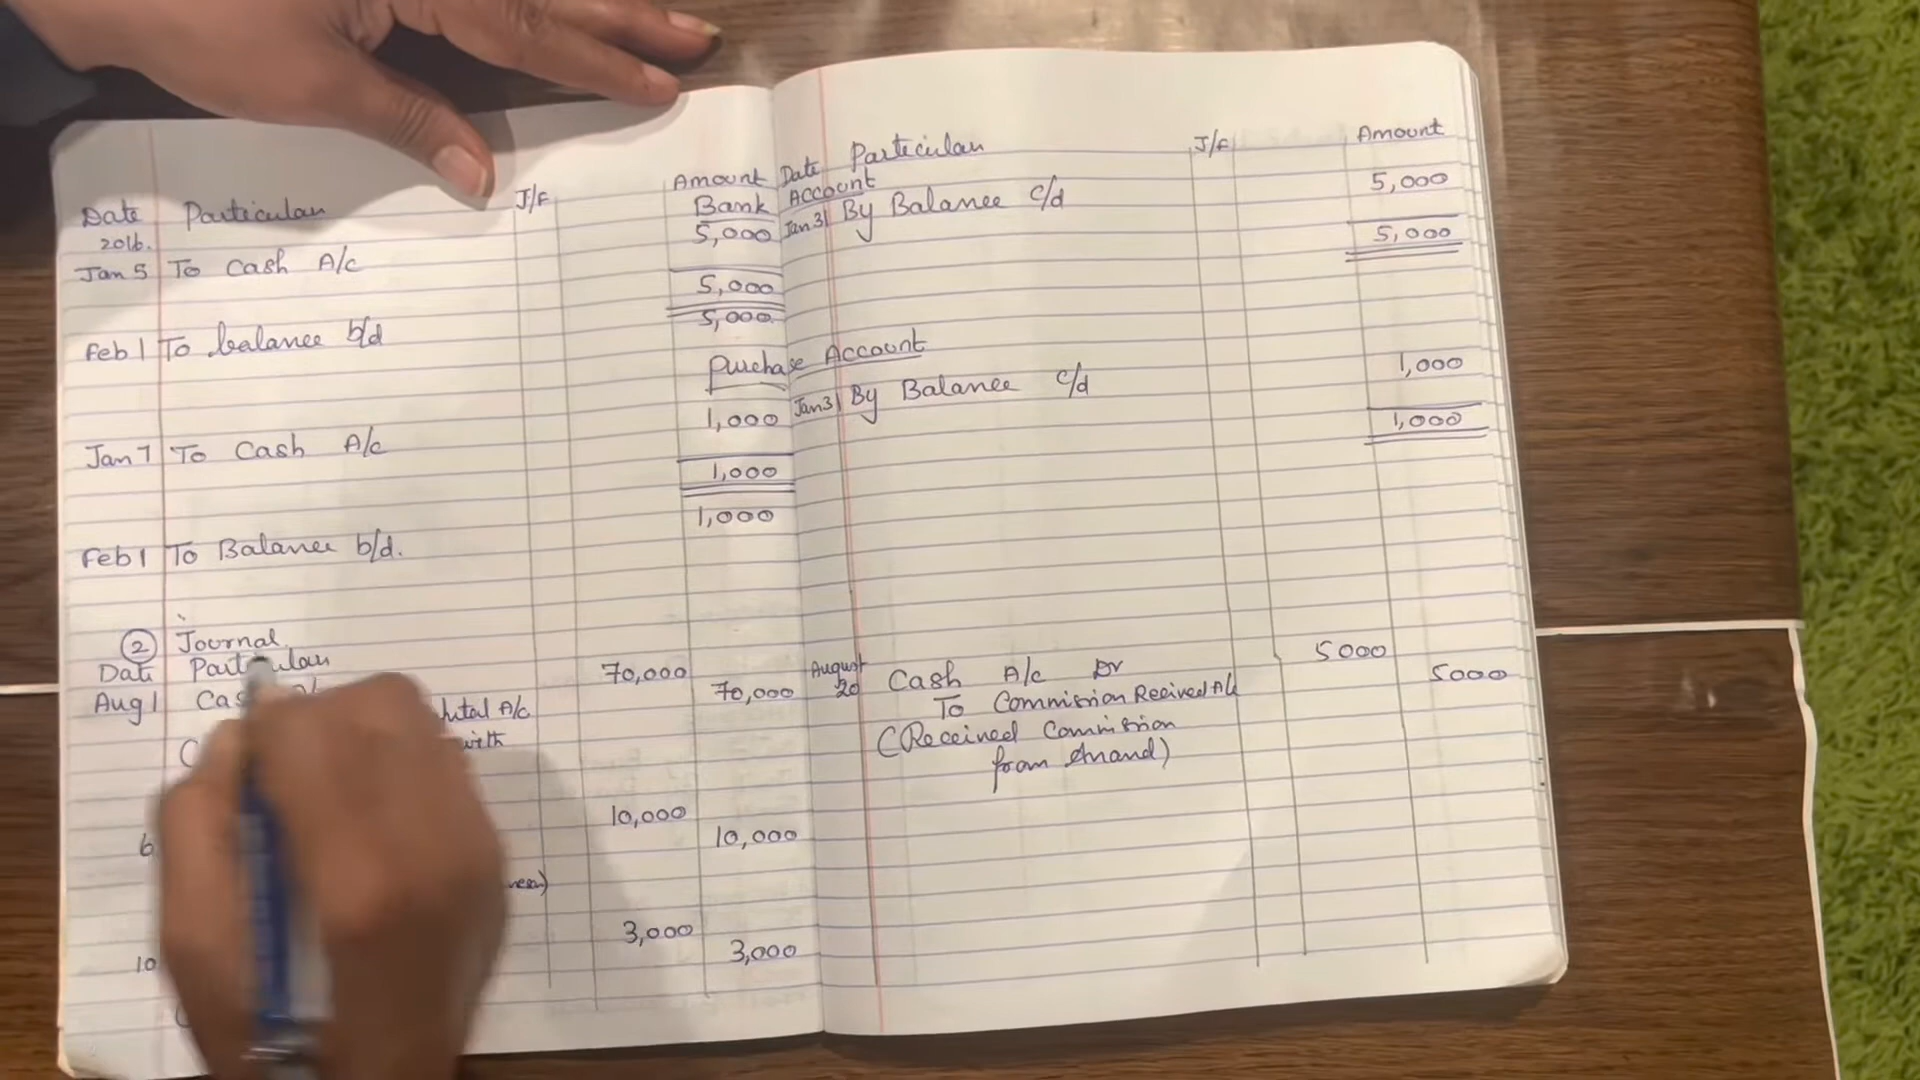 Date Particulars J/F Amount Date Particulars J/F Amount
2016. Bank Account
Jan 5 To Cash A/c 5,000 Jan 31 By Balance c/d 5,000
5,000 5,000
Feb 1 To balance b/d 5,000
Purchase Account
Jan 7 To Cash A/c 1,000 Jan 31 By Balance c/d 1,000
1,000 1,000
Feb 1 To Balance b/d. 1,000
② Journal
Date Particulars
Aug 1 70,000
70,000
with
6 10,000
10,000
10 3,000
3,000
August 20 Cash A/c Dr 5000
To Commission Received A/c 5000
(Received Commission
from Anand)